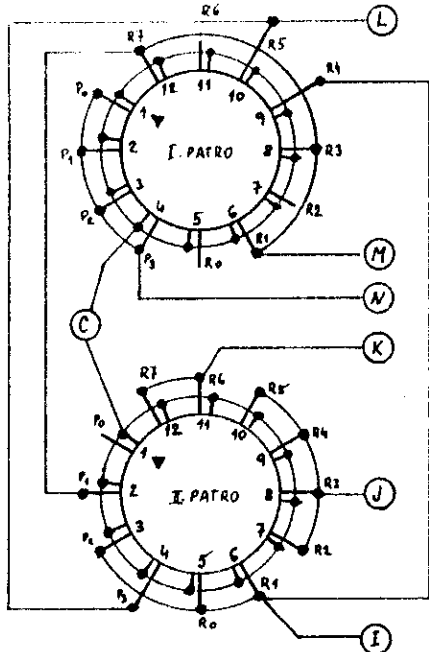 R6
L
R7
R5
R4
P0
12
11
10
1
9
P1
2
I. PATRO
8
R3
3
7
P2
4
5
6
R2
P3
R0
R1
M
N
C
K
R7
R6
R5
P0
12
11
10
R4
1
9
P1
2
II. PATRO
8
R3
J
3
7
P2
4
5
6
R2
P3
R0
R1
I